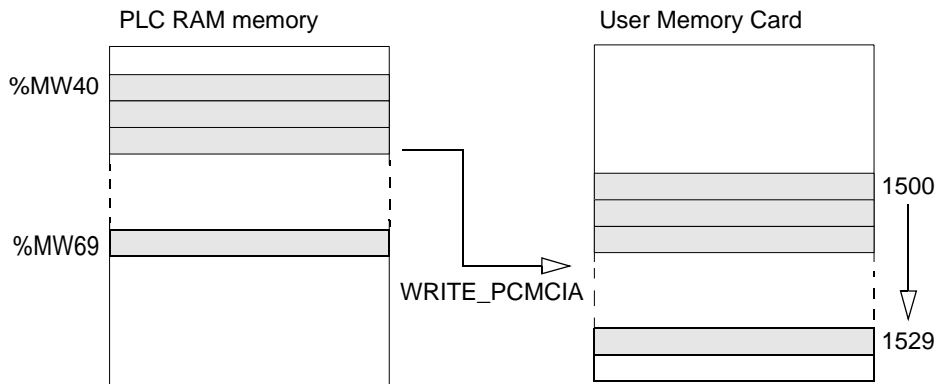 PLC RAM memory
User Memory Card
%MW40
1500
%MW69
WRITE_PCMCIA
1529